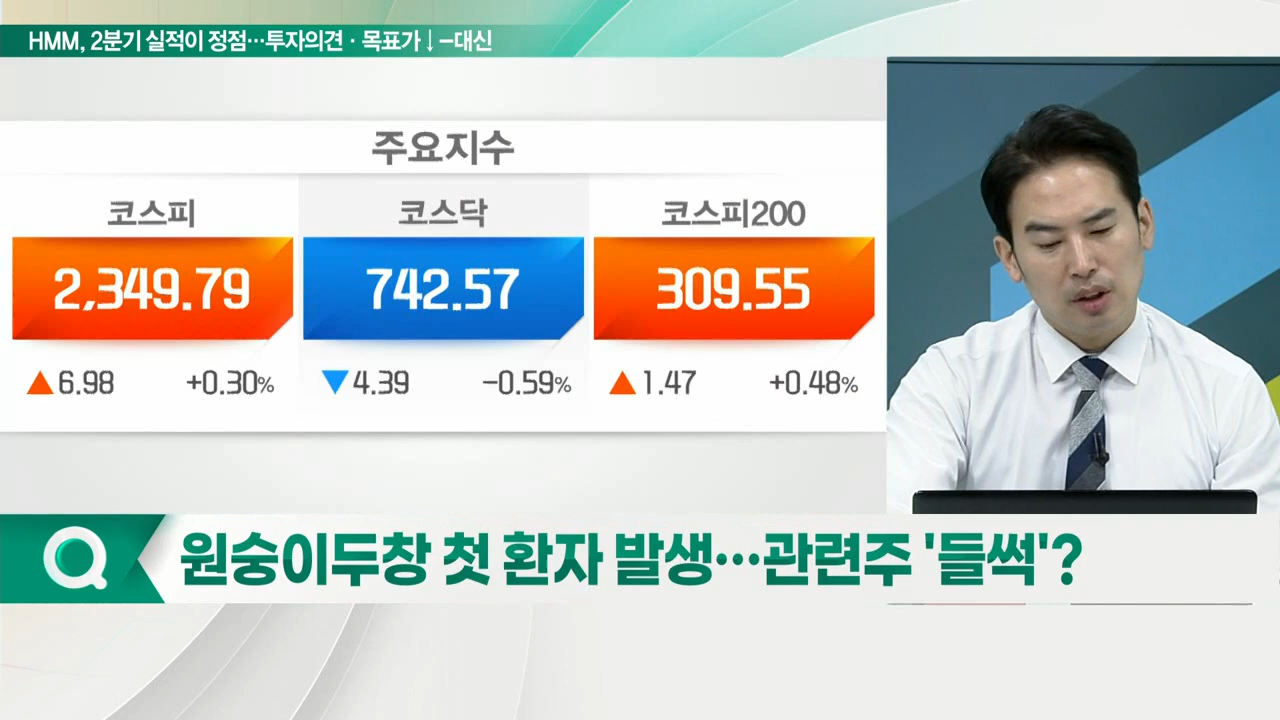 HMM, 2분기 실적이 정점…투자의견·목표가↓-대신
주요지수
코스피 코스닥 코스피200
2,349.79 742.57 309.55
▲6.98 +0.30% ▼4.39 -0.59% ▲1.47 +0.48%
원숭이두창 첫 환자 발생…관련주 '들썩'?